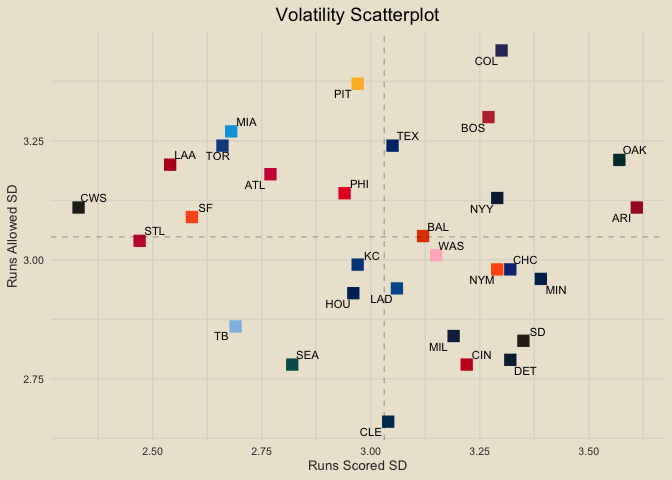 Volatility Scatterplot
COL
PIT
BOS
MIA
TEX
TOR
OAK
LAA
ATL
PHI
CWS
SF
NYY
ARI
STL
BAL
WAS
KC
CHC
NYM
MIN
HOU
LAD
TB
MIL
SD
SEA
CIN
DET
CLE
3.25
3.00
2.75
Runs Allowed SD
2.50
2.75
3.00
3.25
3.50
Runs Scored SD